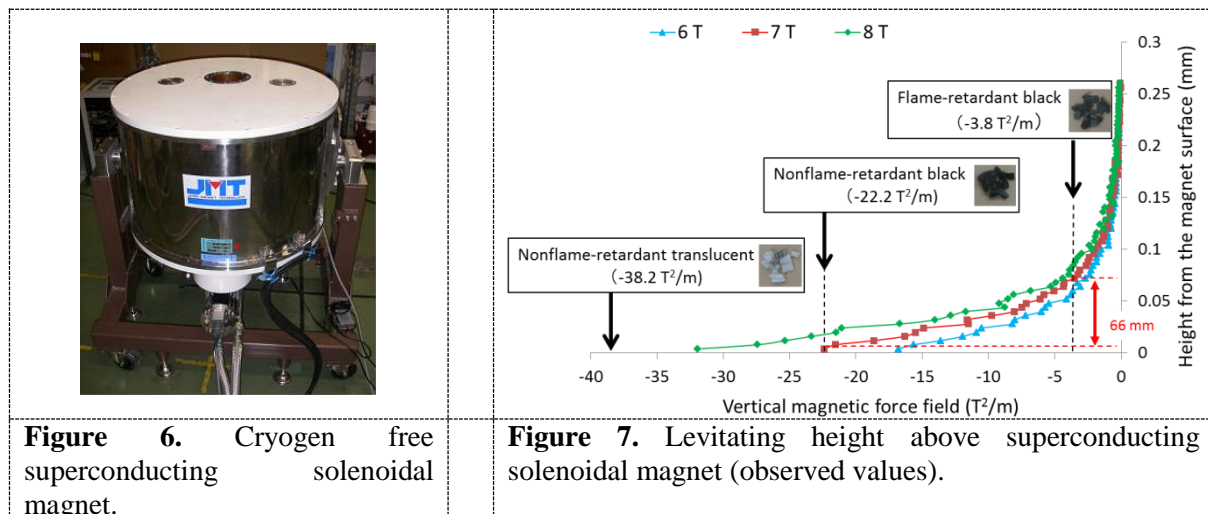 JMT
6 T 7 T 8 T
0.3
0.25
0.2
0.15
0.1
0.05
0
Height from the magnet surface (mm)
Flame-retardant black
(-3.8 T²/m)
Nonflame-retardant black
(-22.2 T²/m)
Nonflame-retardant translucent
(-38.2 T²/m)
66 mm
-40 -35 -30 -25 -20 -15 -10 -5 0
Vertical magnetic force field (T²/m)
Figure 6. Cryogen free
superconducting solenoidal
magnet.
Figure 7. Levitating height above superconducting
solenoidal magnet (observed values).